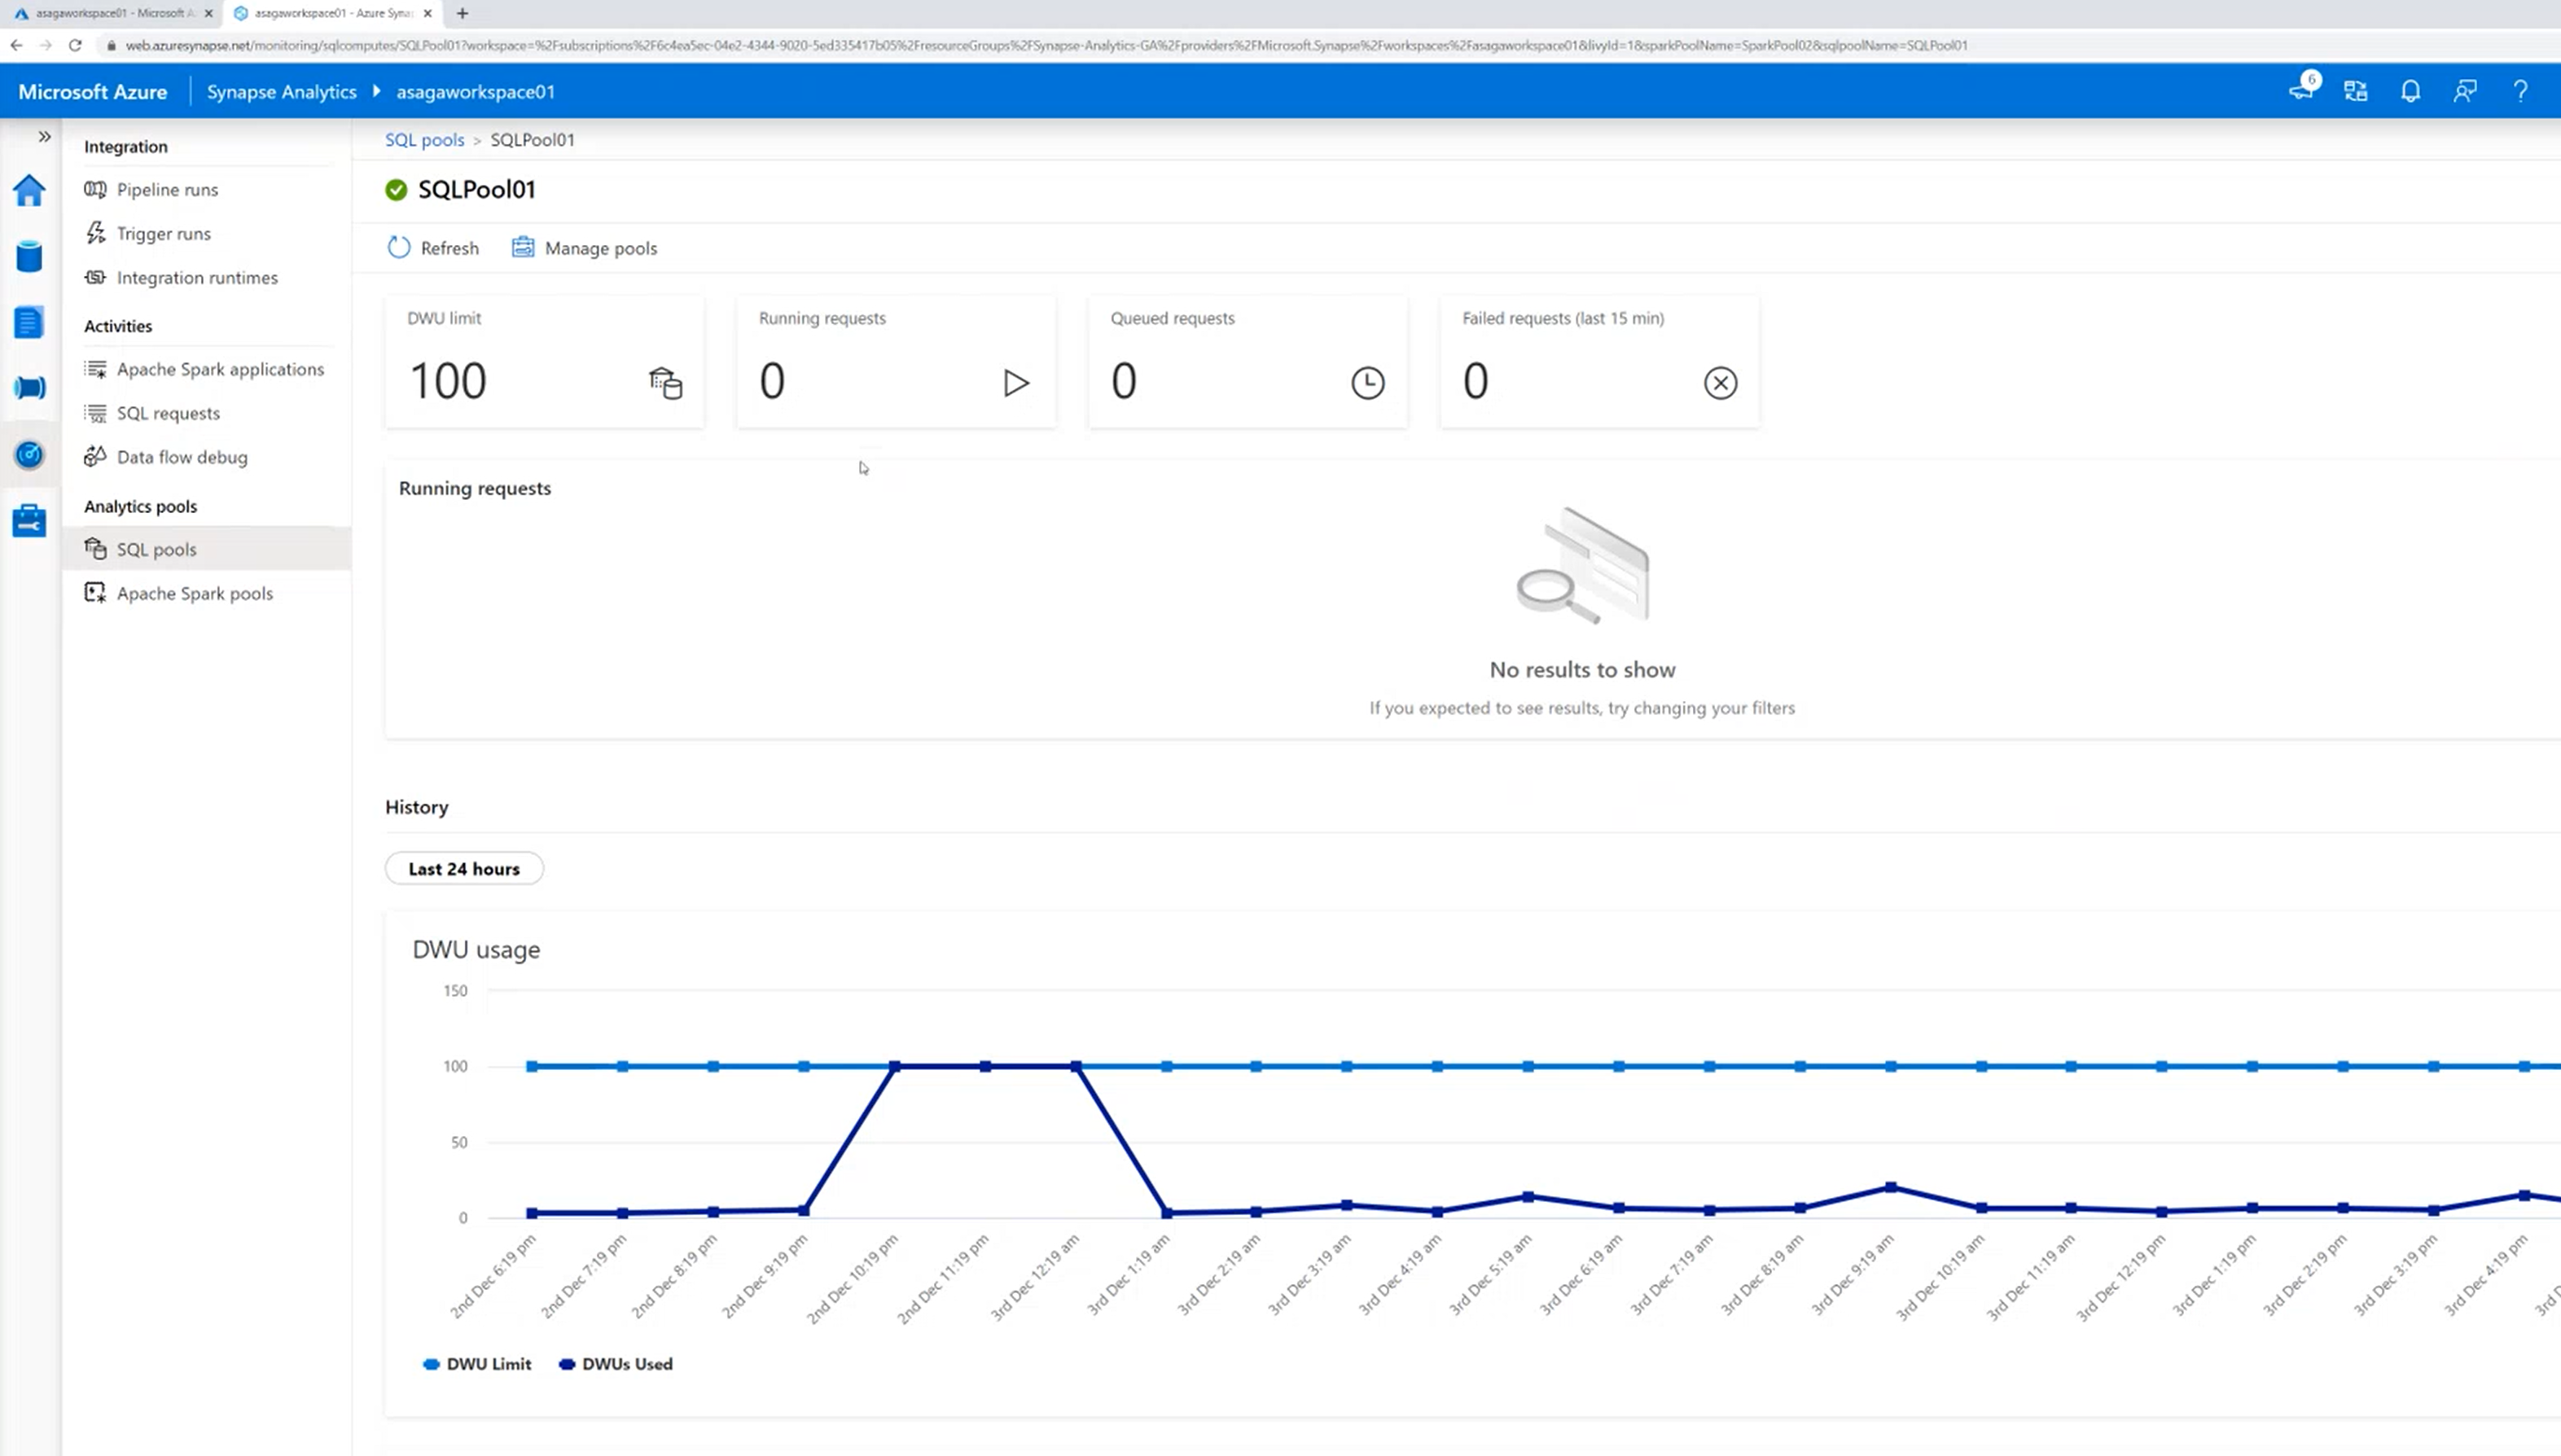 asagaworkspace01 - Microsoft A
asagaworkspace01 - Azure Syna
web.azuresynapse.net/monitoring/sqlcomputes/SQLPool01?workspace=%2Fsubscriptions%2F6c4ea5ec-04e2-4344-9020-5ed335417b05%2FresourceGroups%2FSynapse-Analytics-GA%2Fproviders%2FMicrosoft.Synapse%2Fworkspaces%2Fasagaworkspace01&livyId=1&sparkPoolName=SparkPool02&sqlpoolName=SQLPool01
Microsoft Azure
Synapse Analytics
asagaworkspace01
6
Integration
Pipeline runs
Trigger runs
Integration runtimes
Activities
Apache Spark applications
SQL requests
Data flow debug
Analytics pools
SQL pools
Apache Spark pools
SQL pools > SQLPool01
SQLPool01
Refresh
Manage pools
DWU limit
100
Running requests
0
Queued requests
0
Failed requests (last 15 min)
0
Running requests
No results to show
If you expected to see results, try changing your filters
History
Last 24 hours
DWU usage
150
100
50
0
2nd Dec 6:19 pm
2nd Dec 7:19 pm
2nd Dec 8:19 pm
2nd Dec 9:19 pm
2nd Dec 10:19 pm
2nd Dec 11:19 pm
3rd Dec 12:19 am
3rd Dec 1:19 am
3rd Dec 2:19 am
3rd Dec 3:19 am
3rd Dec 4:19 am
3rd Dec 5:19 am
3rd Dec 6:19 am
3rd Dec 7:19 am
3rd Dec 8:19 am
3rd Dec 9:19 am
3rd Dec 10:19 am
3rd Dec 11:19 am
3rd Dec 12:19 pm
3rd Dec 1:19 pm
3rd Dec 2:19 pm
3rd Dec 3:19 pm
3rd Dec 4:19 pm
3rd D
DWU Limit
DWUs Used